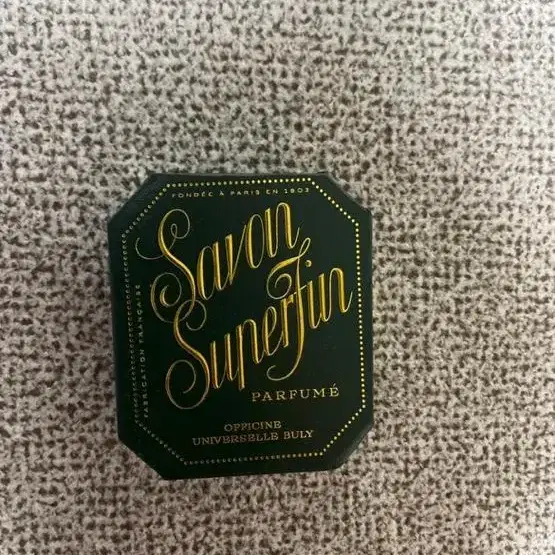 FONDÉE À PARIS EN 1803
Savon
Superfin
PARFUMÉ
OFFICINE
UNIVERSELLE BULY
FABRICATION FRANÇAISE